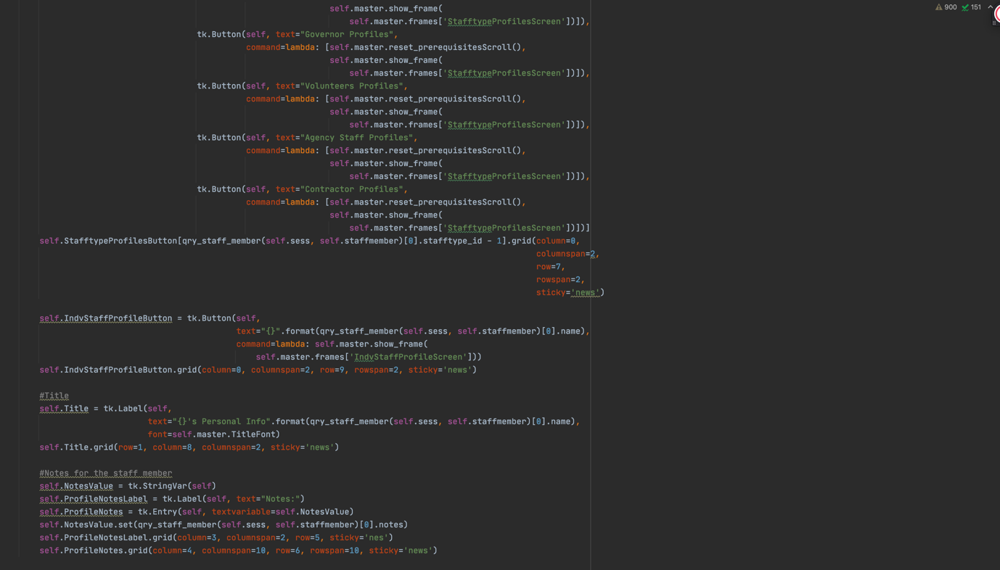 self.master.show_frame(
900 151
self.master.frames['StafftypeProfilesScreen'])]),
tk.Button(self, text="Governor Profiles",
command=lambda: [self.master.reset_prerequisitesScroll(),
self.master.show_frame(
self.master.frames['StafftypeProfilesScreen'])]),
tk.Button(self, text="Volunteers Profiles",
command=lambda: [self.master.reset_prerequisitesScroll(),
self.master.show_frame(
self.master.frames['StafftypeProfilesScreen'])]),
tk.Button(self, text="Agency Staff Profiles",
command=lambda: [self.master.reset_prerequisitesScroll(),
self.master.show_frame(
self.master.frames['StafftypeProfilesScreen'])]),
tk.Button(self, text="Contractor Profiles",
command=lambda: [self.master.reset_prerequisitesScroll(),
self.master.show_frame(
self.master.frames['StafftypeProfilesScreen'])])]
self.StafftypeProfilesButton[qry_staff_member(self.sess, self.staffmember)[0].stafftype_id - 1].grid(column=0,
columnspan=2,
row=7,
rowspan=2,
sticky='news')
self.IndvStaffProfileButton = tk.Button(self,
text="{}".format(qry_staff_member(self.sess, self.staffmember)[0].name),
command=lambda: self.master.show_frame(
self.master.frames['IndvStaffProfileScreen']))
self.IndvStaffProfileButton.grid(column=0, columnspan=2, row=9, rowspan=2, sticky='news')
#Title
self.Title = tk.Label(self,
text="{}'s Personal Info".format(qry_staff_member(self.sess, self.staffmember)[0].name),
font=self.master.TitleFont)
self.Title.grid(row=1, column=8, columnspan=2, sticky='news')
#Notes for the staff member
self.NotesValue = tk.StringVar(self)
self.ProfileNotesLabel = tk.Label(self, text="Notes:")
self.ProfileNotes = tk.Entry(self, textvariable=self.NotesValue)
self.NotesValue.set(qry_staff_member(self.sess, self.staffmember)[0].notes)
self.ProfileNotesLabel.grid(column=3, columnspan=2, row=5, sticky='nes')
self.ProfileNotes.grid(column=4, columnspan=10, row=6, rowspan=10, sticky='news')